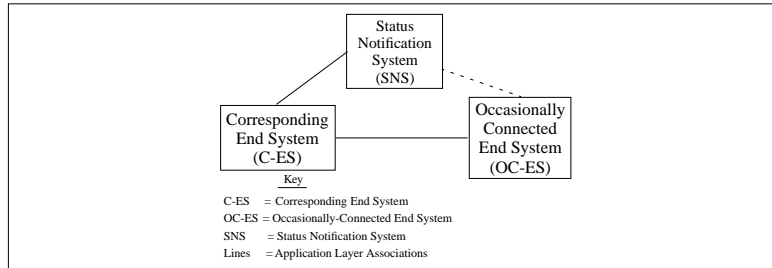 Status
Notification
System
(SNS)
Corresponding
End System
(C-ES)
Occasionally
Connected
End System
(OC-ES)
Key
C-ES = Corresponding End System
OC-ES = Occasionally-Connected End System
SNS = Status Notification System
Lines = Application Layer Associations